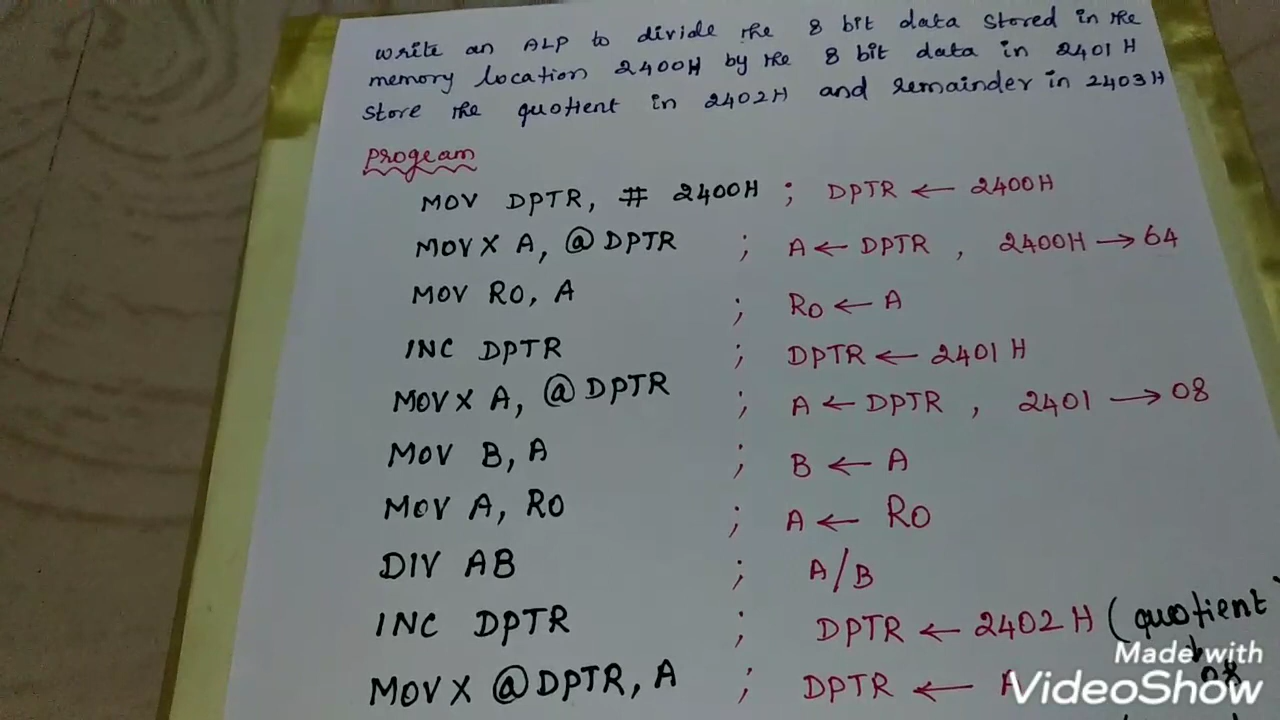 write an ALP to divide the 8 bit data stored in the
memory location 2400H by the 8 bit data in 2401 H
store the quotient in 2402H and remainder in 2403H
Program
MOV DPTR, # 2400H ; DPTR ← 2400H
MOVX A, @DPTR ; A ← DPTR , 2400H → 64
MOV R0, A ; R0 ← A
INC DPTR ; DPTR ← 2401 H
MOVX A, @DPTR ; A ← DPTR , 2401 → 08
MOV B, A ; B ← A
MOV A, R0 ; A ← R0
DIV AB ; A/B
INC DPTR ; DPTR ← 2402H (quotient
MOVX @DPTR, A ; DPTR ← A
Made with
VideoShow